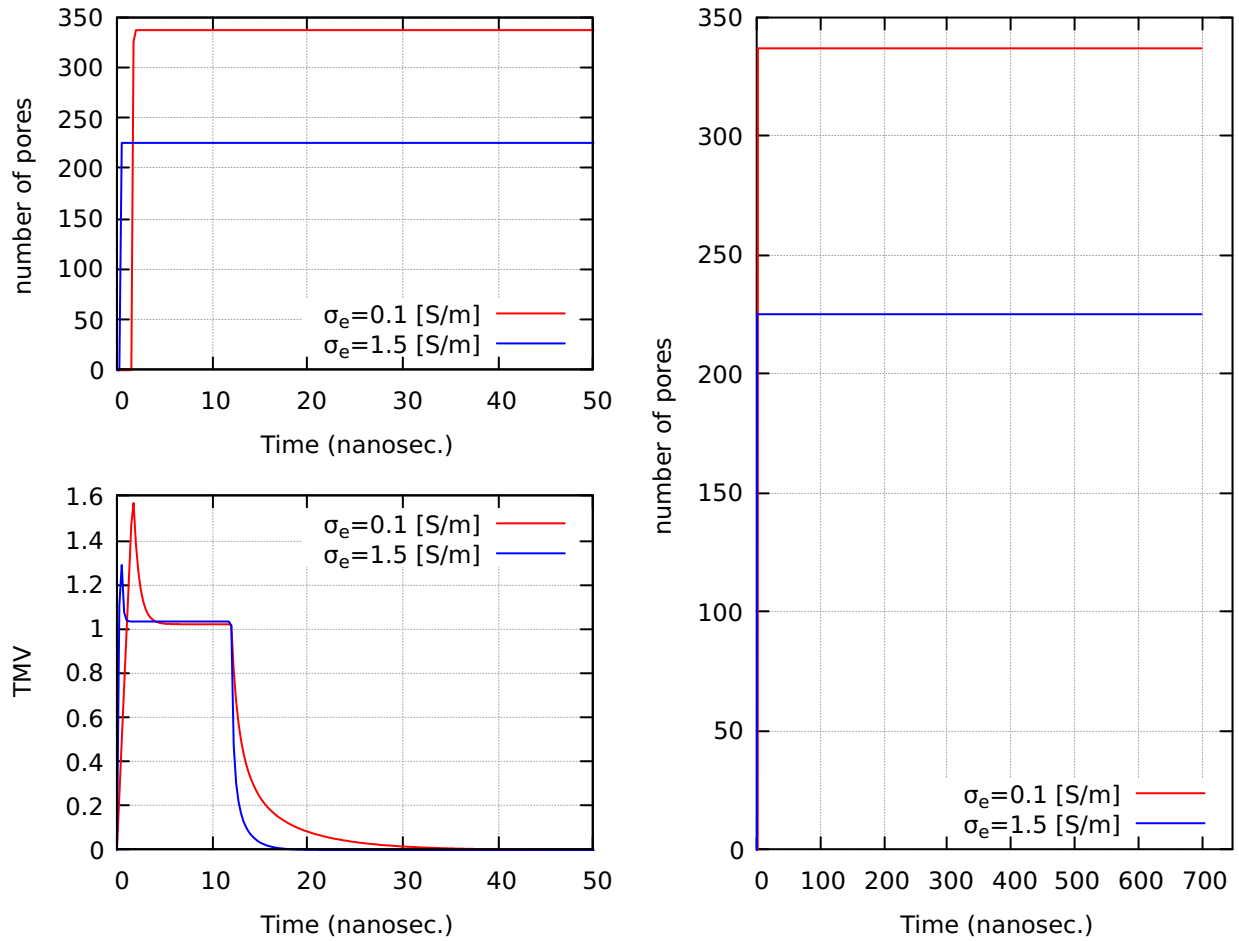 350
300
250
200
150
100
50
0
number of pores
σe=0.1 [S/m]
σe=1.5 [S/m]
0 10 20 30 40 50
Time (nanosec.)
1.6
1.4
1.2
1
0.8
0.6
0.4
0.2
0
TMV
σe=0.1 [S/m]
σe=1.5 [S/m]
0 10 20 30 40 50
Time (nanosec.)
350
300
250
200
150
100
50
0
number of pores
σe=0.1 [S/m]
σe=1.5 [S/m]
0 100 200 300 400 500 600 700
Time (nanosec.)